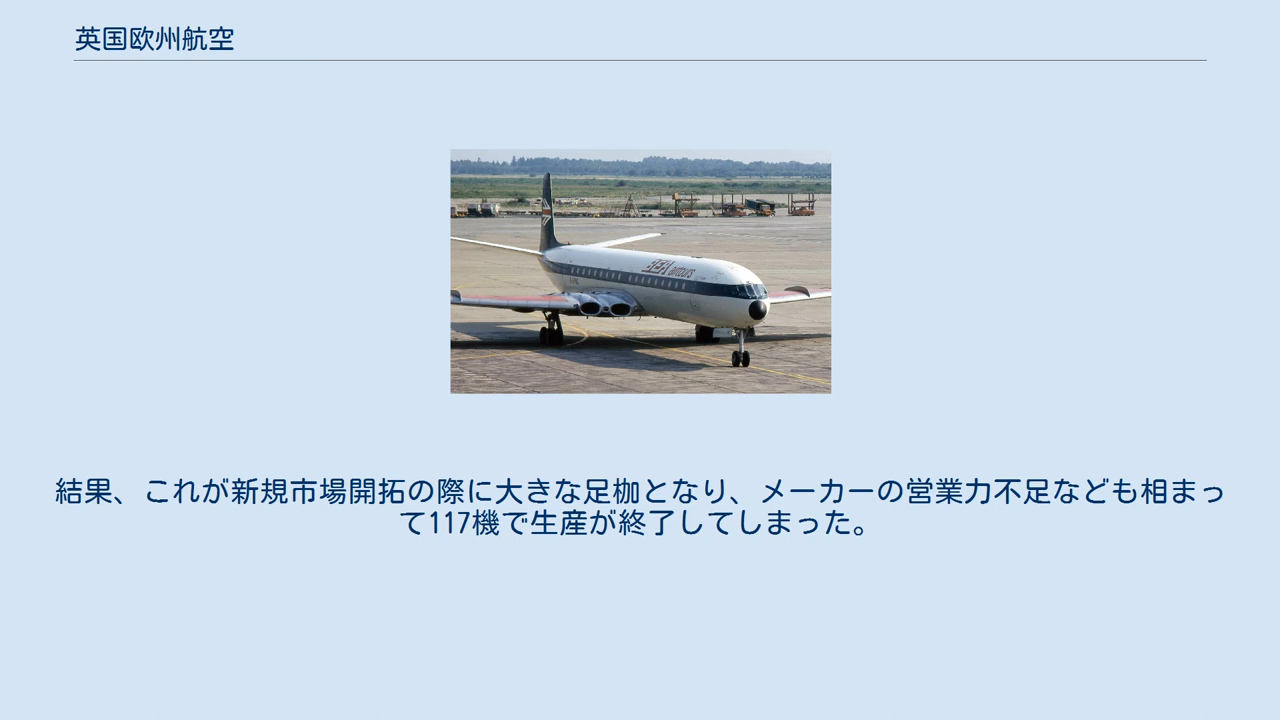 英国欧州航空
BEA airtours
結果、これが新規市場開拓の際に大きな足枷となり、メーカーの営業力不足なども相まっ
て117機で生産が終了してしまった。